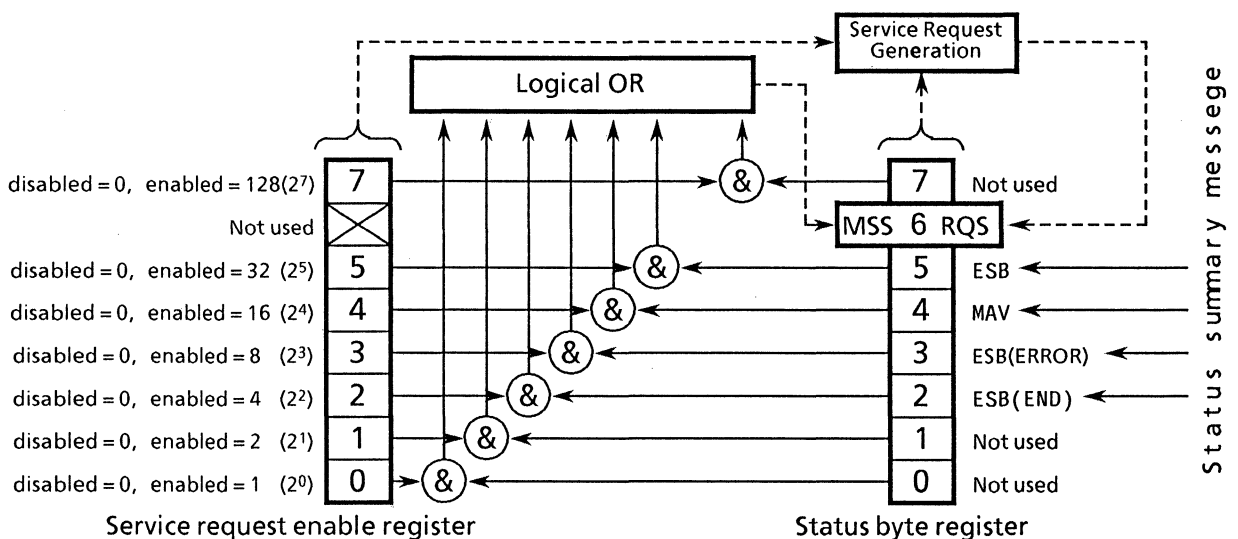 Service Request
Generation
Logical OR
disabled = 0, enabled = 128(2⁷) 7 & 7 Not used
Not used MSS 6 RQS
disabled = 0, enabled = 32 (2⁵) 5 & 5 ESB
disabled = 0, enabled = 16 (2⁴) 4 & 4 MAV
disabled = 0, enabled = 8 (2³) 3 & 3 ESB(ERROR)
disabled = 0, enabled = 4 (2²) 2 & 2 ESB(END)
disabled = 0, enabled = 2 (2¹) 1 & 1 Not used
disabled = 0, enabled = 1 (2⁰) 0 & 0 Not used
Service request enable register
Status byte register
Status summary messege